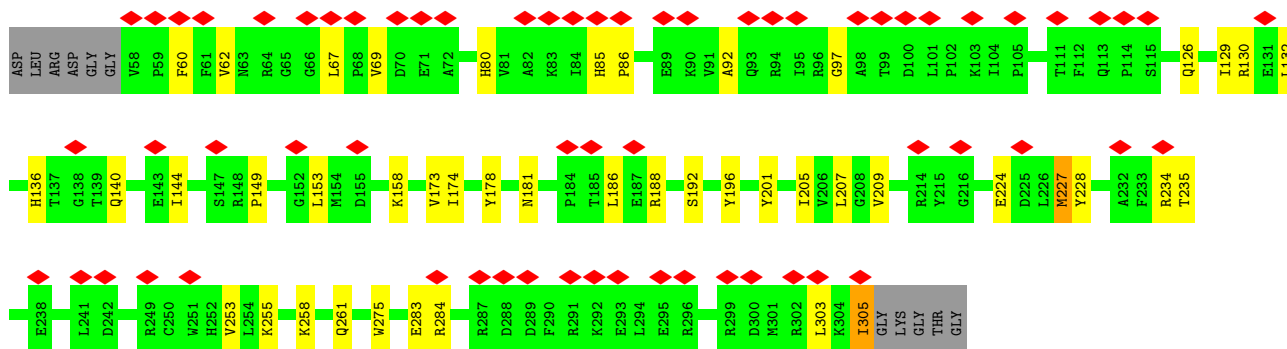 ASP LEU ARG ASP GLY GLY V58 P59 F60 F61 V62 N63 R64 G65 G66 L67 P68 V69 D70 E71 A72 H80 V81 A82 K83 I84 H85 P86 E89 K90 V91 A92 Q93 R94 I95 R96 G97 A98 T99 D100 L101 P102 K103 I104 P105 T111 F112 Q113 P114 S115 Q126 I129 R130 E131 L132
H136 T137 G138 T139 Q140 E143 I144 S147 R148 P149 G152 L153 M154 D155 K158 V173 I174 Y178 N181 P184 T185 L186 E187 R188 S192 Y196 Y201 I205 V206 L207 G208 V209 R214 Y215 G216 E224 D225 L226 M227 Y228 A232 F233 R234 T235
E238 L241 D242 R249 C250 W251 H252 V253 L254 K255 K258 Q261 W275 E283 R284 R287 D288 D289 F290 R291 K292 E293 L294 E295 R296 R299 D300 M301 R302 L303 K304 I305 GLY LYS GLY THR GLY